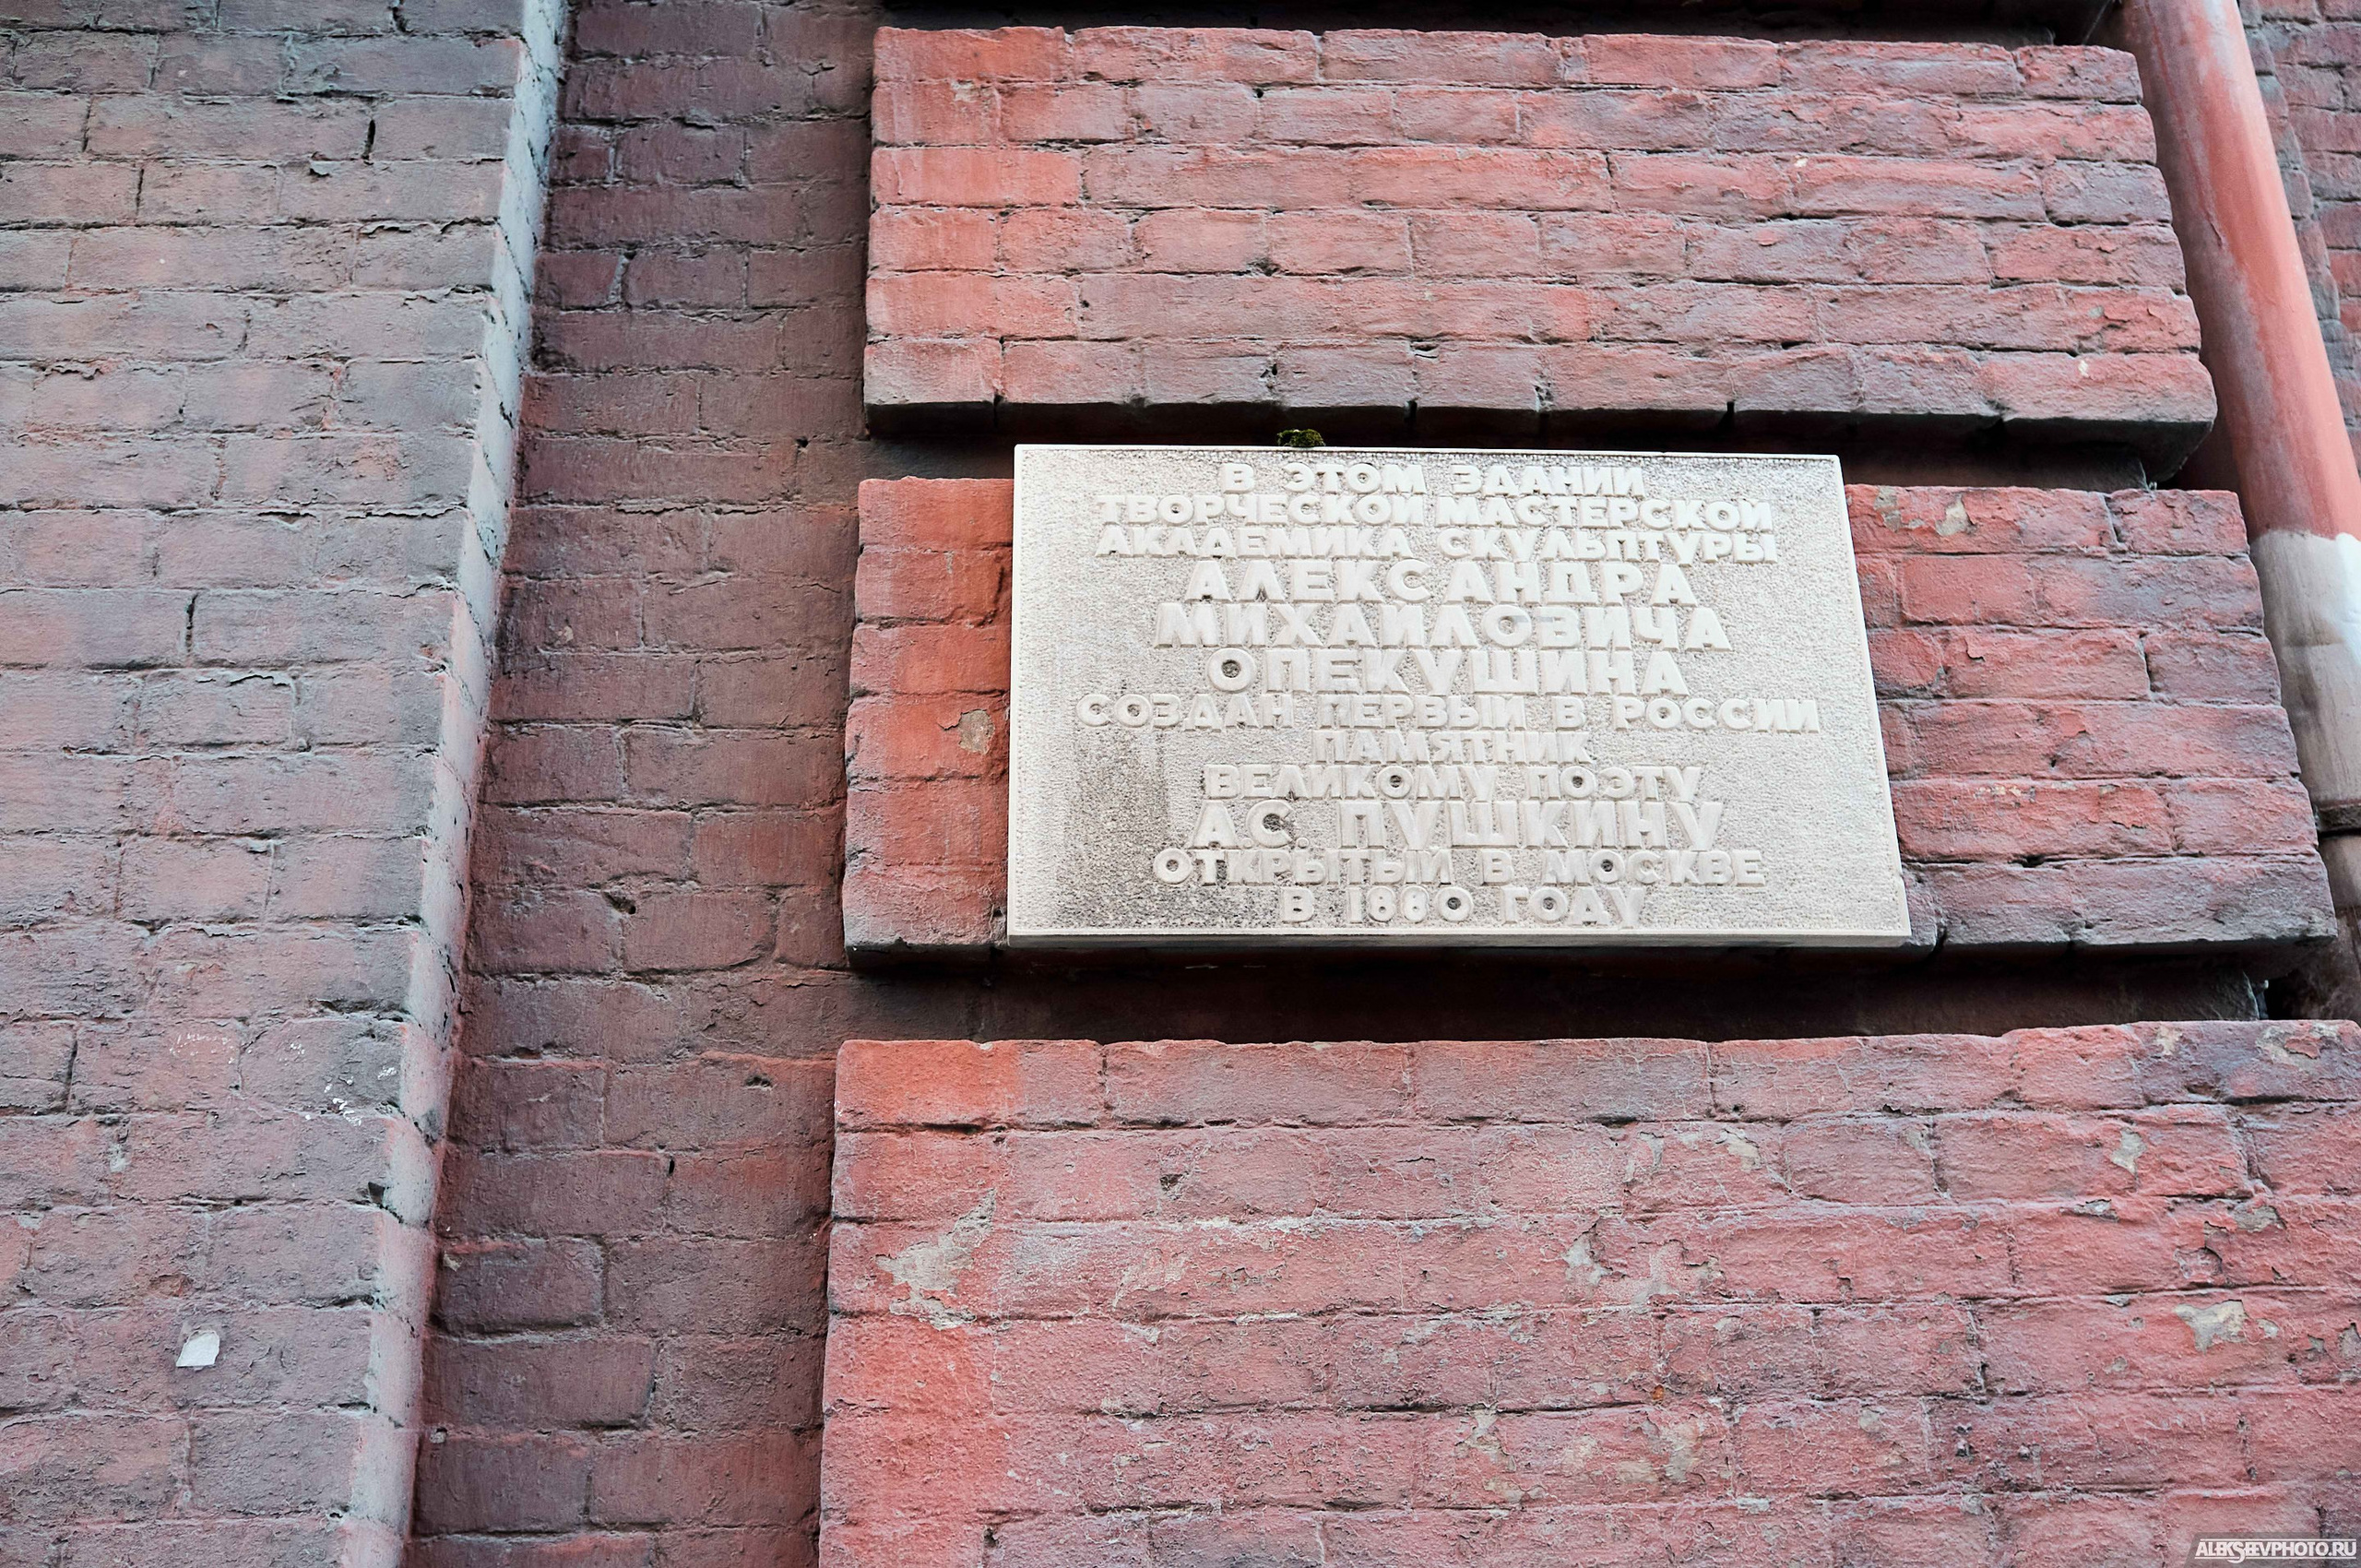 В ЭТОМ ЗДАНИИ
ТВОРЧЕСКОЙ МАСТЕРСКОЙ
АКАДЕМИКА СКУЛЬПТУРЫ
АЛЕКСАНДРА
МИХАЙЛОВИЧА
ОПЕКУШИНА
СОЗДАН ПЕРВЫЙ В РОССИИ
ПАМЯТНИК
ВЕЛИКОМУ ПОЭТУ
А.С. ПУШКИНУ
ОТКРЫТЫЙ В МОСКВЕ
В 1880 ГОДУ
ALEKSEEVPHOTO.RU